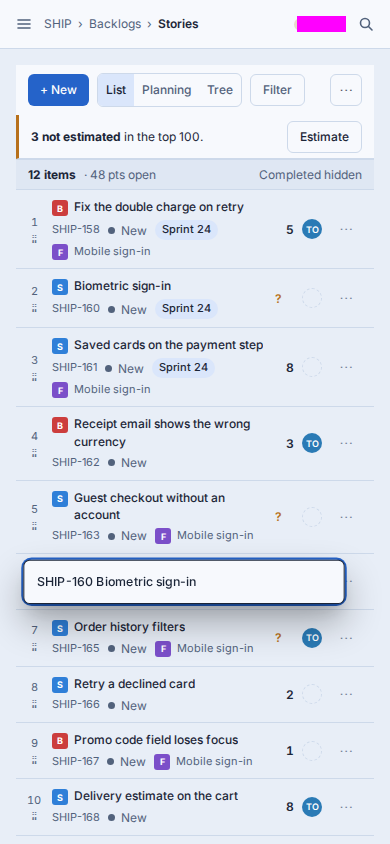 SHIP › Backlogs › Stories
+ New
List
Planning
Tree
Filter
...
3 not estimated in the top 100.
Estimate
12 items · 48 pts open
Completed hidden
1
B Fix the double charge on retry
SHIP-158 New Sprint 24
F Mobile sign-in
5
TO
...
2
S Biometric sign-in
SHIP-160 New Sprint 24
?
...
3
S Saved cards on the payment step
SHIP-161 New Sprint 24
F Mobile sign-in
8
...
4
B Receipt email shows the wrong
currency
SHIP-162 New
3
TO
...
5
S Guest checkout without an
account
SHIP-163 New F Mobile sign-in
?
...
SHIP-160 Biometric sign-in
7
S Order history filters
SHIP-165 New F Mobile sign-in
?
TO
...
8
S Retry a declined card
SHIP-166 New
2
...
9
B Promo code field loses focus
SHIP-167 New F Mobile sign-in
1
...
10
S Delivery estimate on the cart
SHIP-168 New
8
TO
...